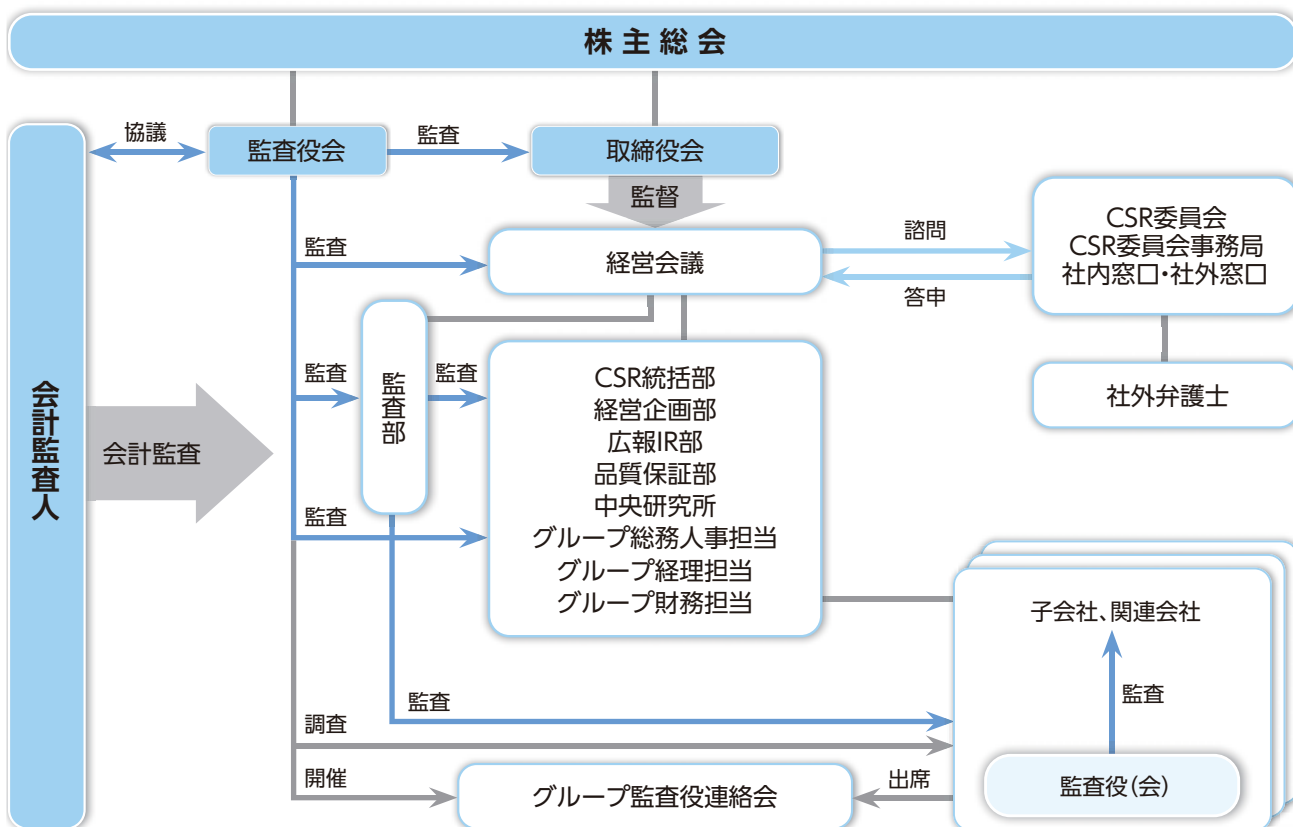 株主総会
協議
監査役会
監査
取締役会
監督
監査
経営会議
諮問
答申
CSR委員会
CSR委員会事務局
社内窓口・社外窓口
社外弁護士
会計監査人
会計監査
監査
監査部
監査
監査
CSR統括部
経営企画部
広報IR部
品質保証部
中央研究所
グループ総務人事担当
グループ経理担当
グループ財務担当
子会社、関連会社
監査
監査役(会)
監査
調査
開催
グループ監査役連絡会
出席